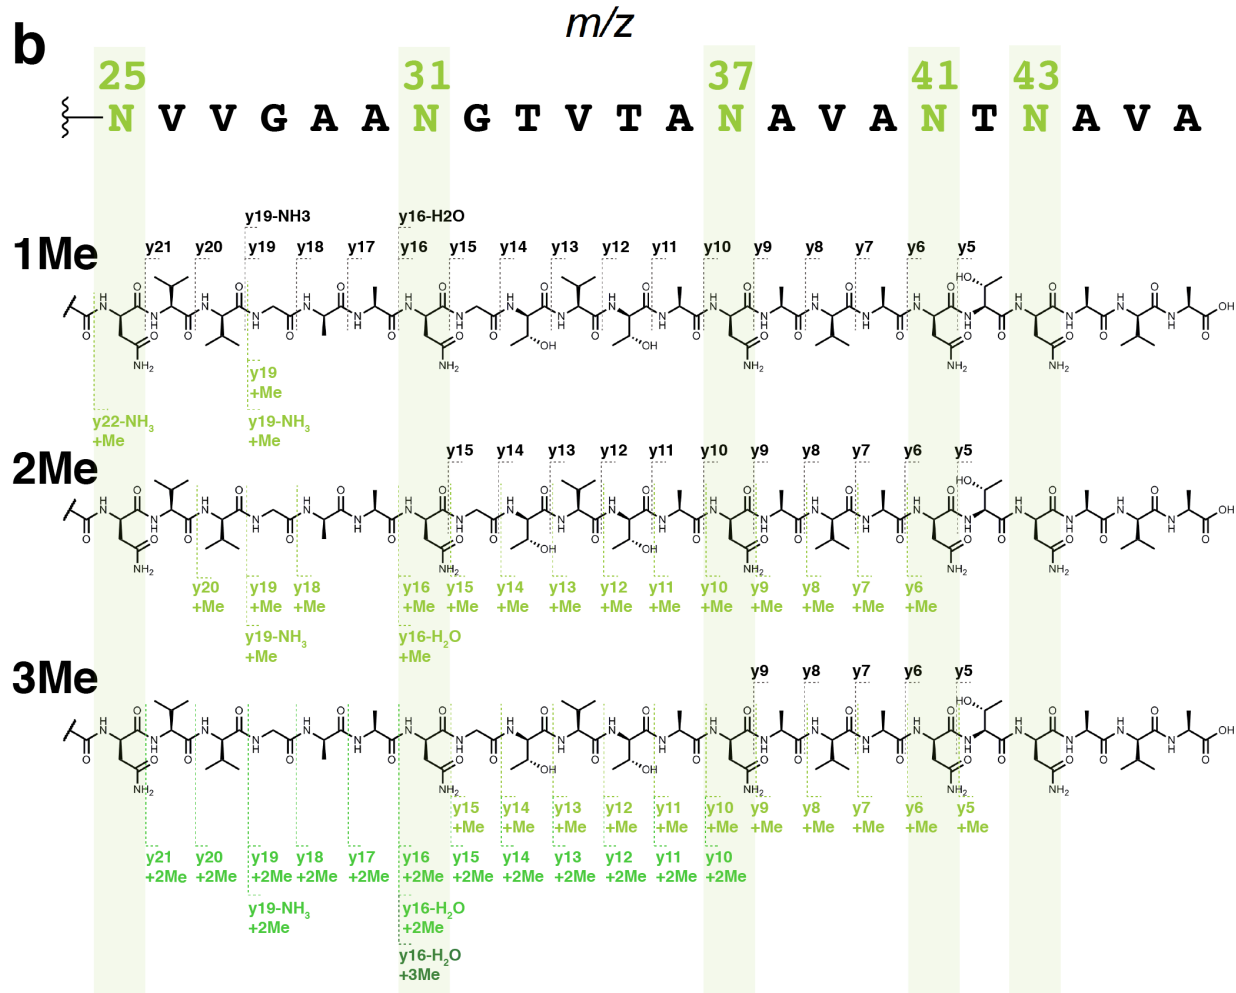 m/z
b
25 31 37 41 43
N V V G A A N G T V T A N A V A N T N A V A
y19-NH3 y16-H2O
1Me
y21 y20 y19 y18 y17 y16 y15 y14 y13 y12 y11 y10 y9 y8 y7 y6 y5
HO
H N O H N O H N O H N O H N O H N O H N O H N O H N O H N O H N O
O N H O N H O N H O N H O N H O N H O N H O N H O N H O N H O N H O
OH
O O O O O
OH OH
NH2 NH2 NH2 NH2 NH2
y19
+Me
y22-NH3 y19-NH3
+Me +Me
2Me
y15 y14 y13 y12 y11 y10 y9 y8 y7 y6 y5
HO
H N O H N O H N O H N O H N O H N O H N O H N O H N O H N O H N O
O N H O N H O N H O N H O N H O N H O N H O N H O N H O N H O N H O
OH
O O O O O
OH OH
NH2 NH2 NH2 NH2 NH2
y20 y19 y18 y16 y15 y14 y13 y12 y11 y10 y9 y8 y7 y6
+Me +Me +Me +Me +Me +Me +Me +Me +Me +Me +Me +Me +Me +Me
y19-NH3 y16-H2O
+Me +Me
3Me
y9 y8 y7 y6 y5
HO
H N O H N O H N O H N O H N O H N O H N O H N O H N O H N O H N O
O N H O N H O N H O N H O N H O N H O N H O N H O N H O N H O N H O
OH
O O O O O
OH OH
NH2 NH2 NH2 NH2 NH2
y15 y14 y13 y12 y11 y10 y9 y8 y7 y6 y5
+Me +Me +Me +Me +Me +Me +Me +Me +Me +Me +Me
y21 y20 y19 y18 y17 y16 y15 y14 y13 y12 y11 y10
+2Me +2Me +2Me +2Me +2Me +2Me +2Me +2Me +2Me +2Me +2Me +2Me
y19-NH3 y16-H2O
+2Me +2Me
y16-H2O
+3Me